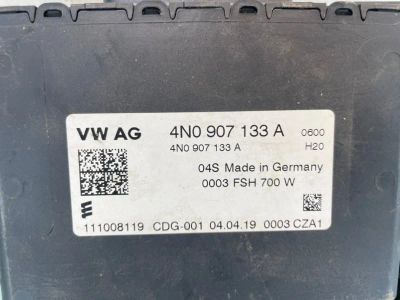 VW AG 4N0 907 133 A 0600
4N0 907 133 A H20
04S Made in Germany
0003 FSH 700 W
111008119 CDG-001 04.04.19 0003 CZA1